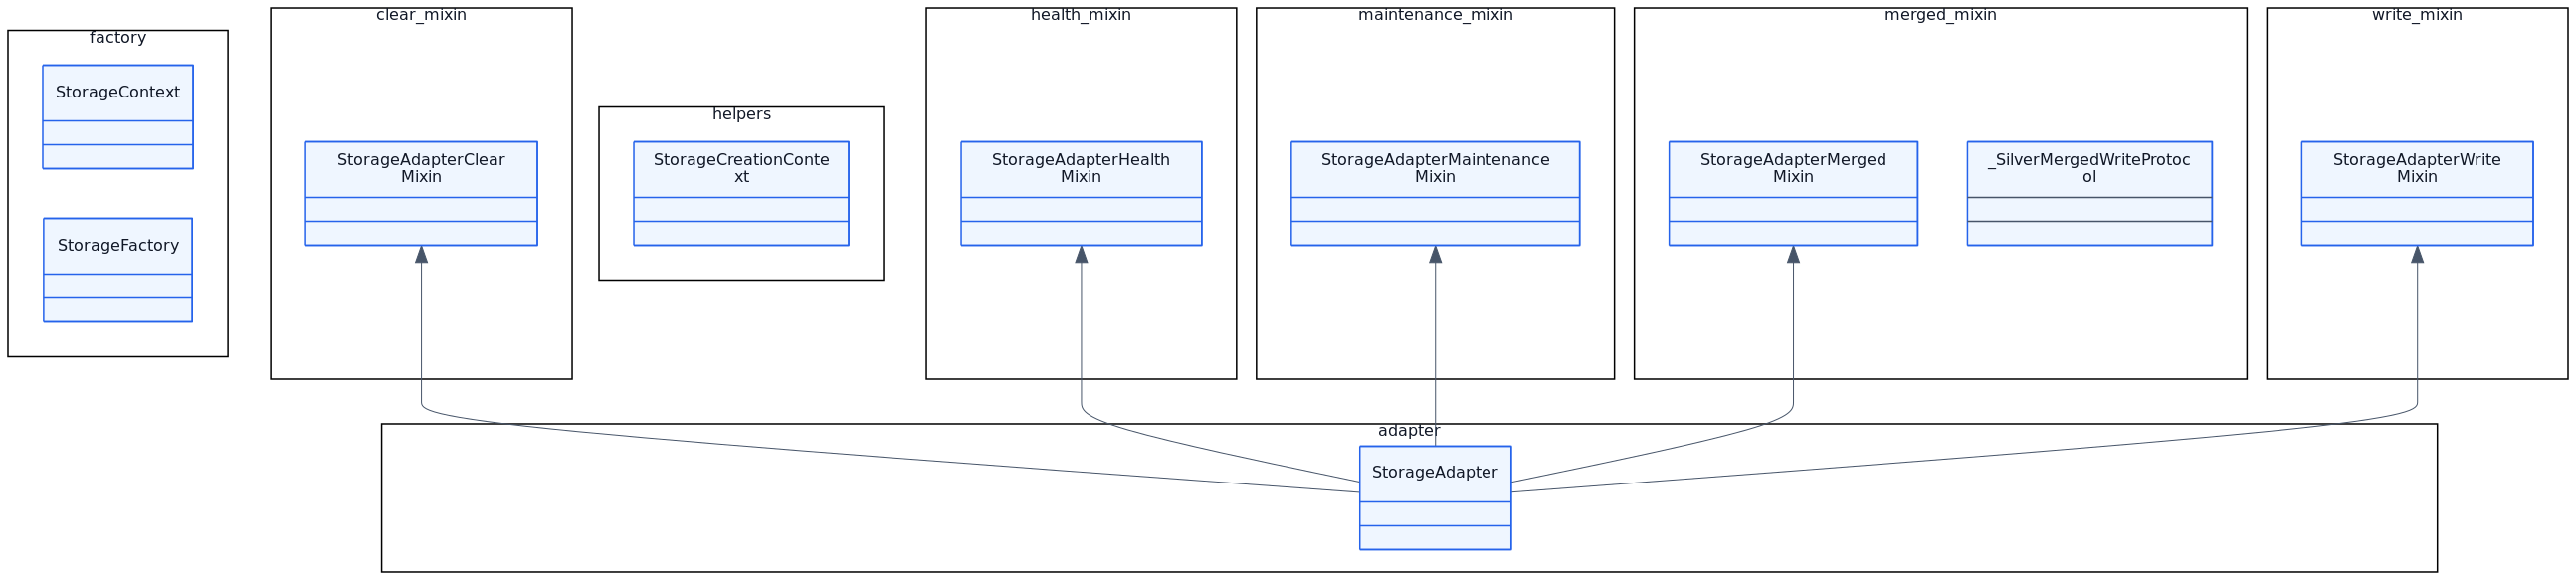 factory
StorageContext
StorageFactory
clear_mixin
StorageAdapterClear
Mixin
helpers
StorageCreationConte
xt
health_mixin
StorageAdapterHealth
Mixin
maintenance_mixin
StorageAdapterMaintenance
Mixin
merged_mixin
StorageAdapterMerged
Mixin
_SilverMergedWriteProtoc
ol
write_mixin
StorageAdapterWrite
Mixin
adapter
StorageAdapter